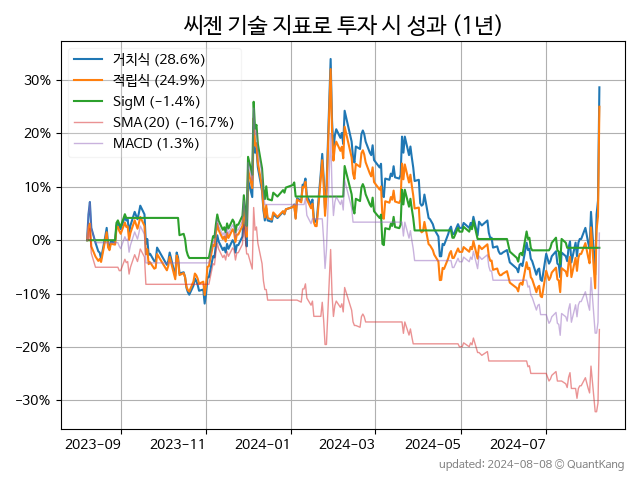 씨젠 기술 지표로 투자 시 성과 (1년)
거치식 (28.6%)
적립식 (24.9%)
SigM (−1.4%)
SMA(20) (−16.7%)
MACD (1.3%)
30%
20%
10%
0%
−10%
−20%
−30%
2023-09 2023-11 2024-01 2024-03 2024-05 2024-07
updated: 2024-08-08 © QuantKang